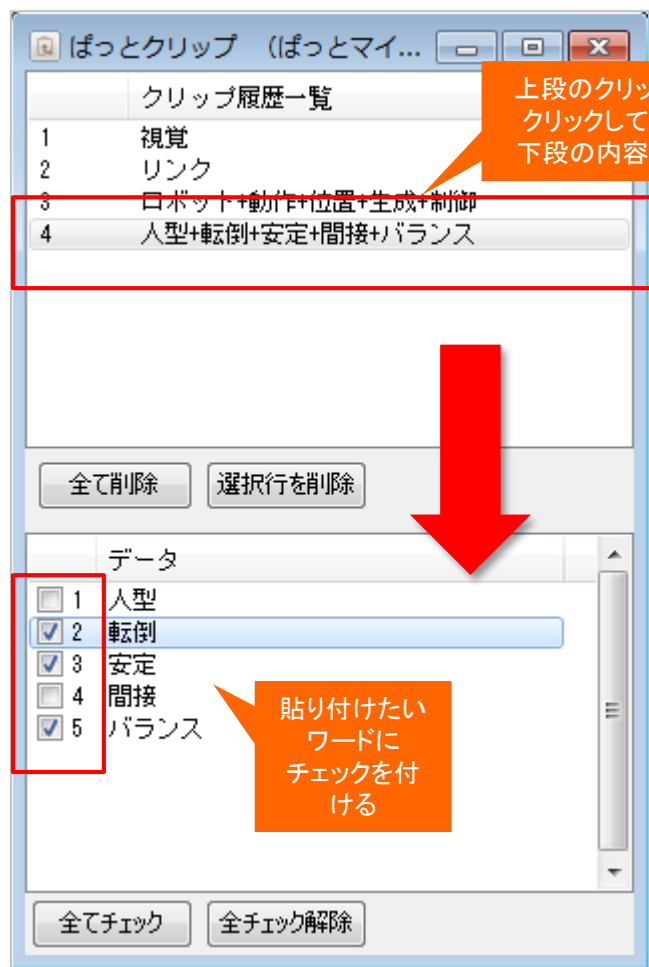 ぱっとクリップ （ぱっとマイ...
クリップ履歴一覧
上段のクリッ
クリックして
下段の内容
1 視覚
2 リンク
3 ロボット+動作+位置+生成+制御
4 人型+転倒+安定+間接+バランス
全て削除 選択行を削除
データ
1 人型
2 転倒
3 安定
4 間接
5 バランス
貼り付けたい
ワードに
チェックを付
ける
全てチェック 全チェック解除